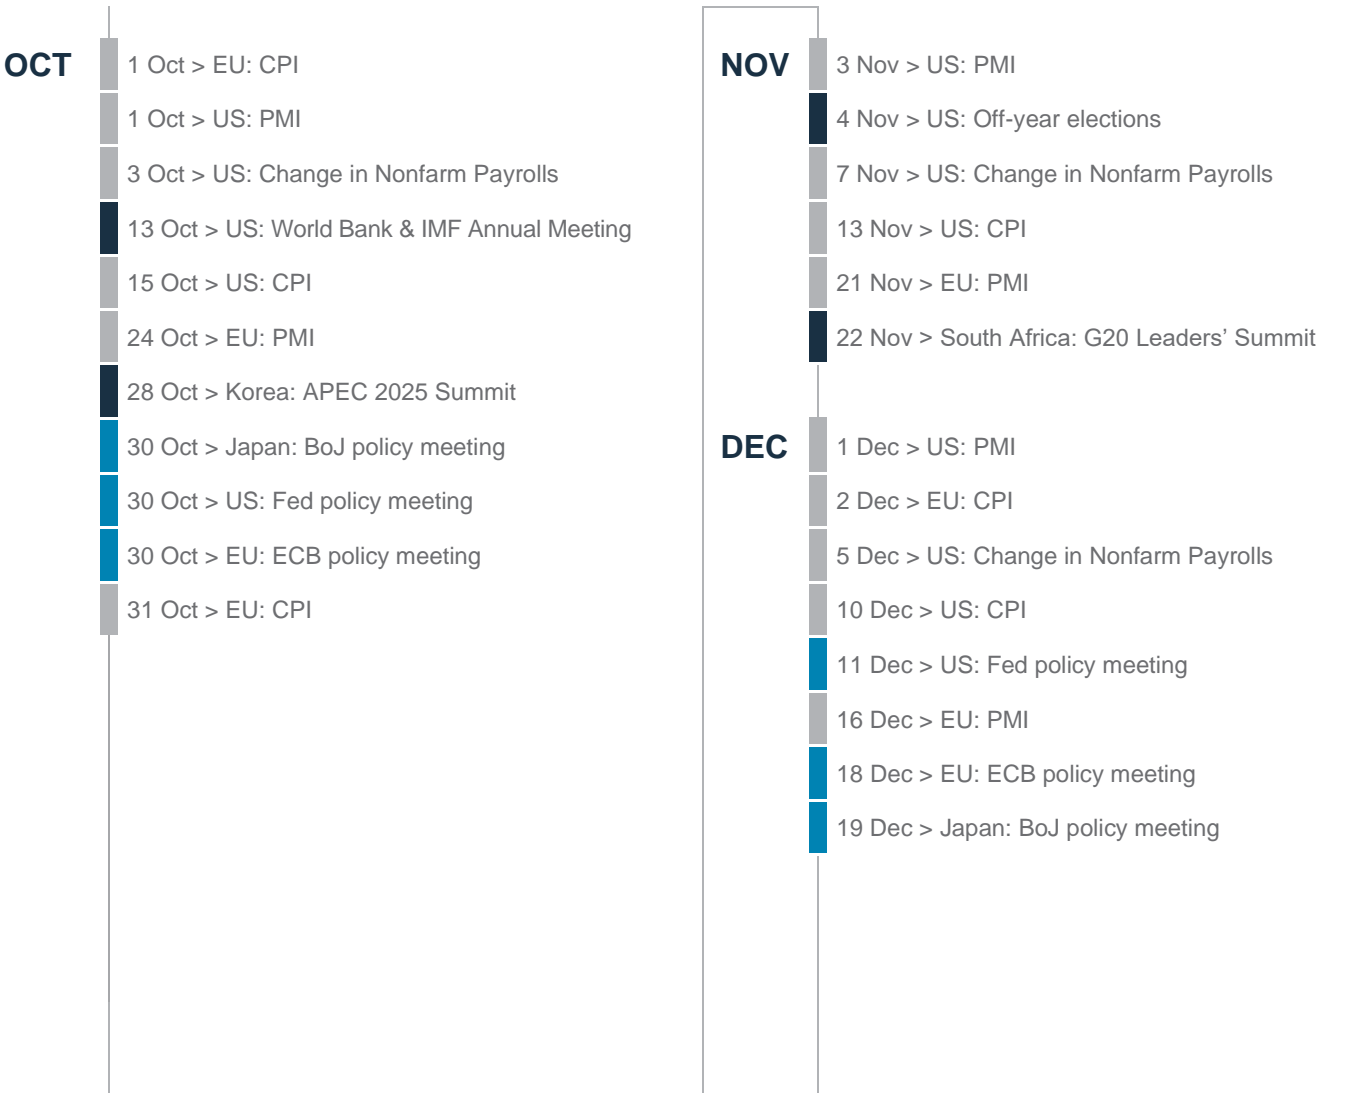 OCT
1 Oct > EU: CPI
1 Oct > US: PMI
3 Oct > US: Change in Nonfarm Payrolls
13 Oct > US: World Bank & IMF Annual Meeting
15 Oct > US: CPI
24 Oct > EU: PMI
28 Oct > Korea: APEC 2025 Summit
30 Oct > Japan: BoJ policy meeting
30 Oct > US: Fed policy meeting
30 Oct > EU: ECB policy meeting
31 Oct > EU: CPI
NOV
3 Nov > US: PMI
4 Nov > US: Off-year elections
7 Nov > US: Change in Nonfarm Payrolls
13 Nov > US: CPI
21 Nov > EU: PMI
22 Nov > South Africa: G20 Leaders’ Summit
DEC
1 Dec > US: PMI
2 Dec > EU: CPI
5 Dec > US: Change in Nonfarm Payrolls
10 Dec > US: CPI
11 Dec > US: Fed policy meeting
16 Dec > EU: PMI
18 Dec > EU: ECB policy meeting
19 Dec > Japan: BoJ policy meeting